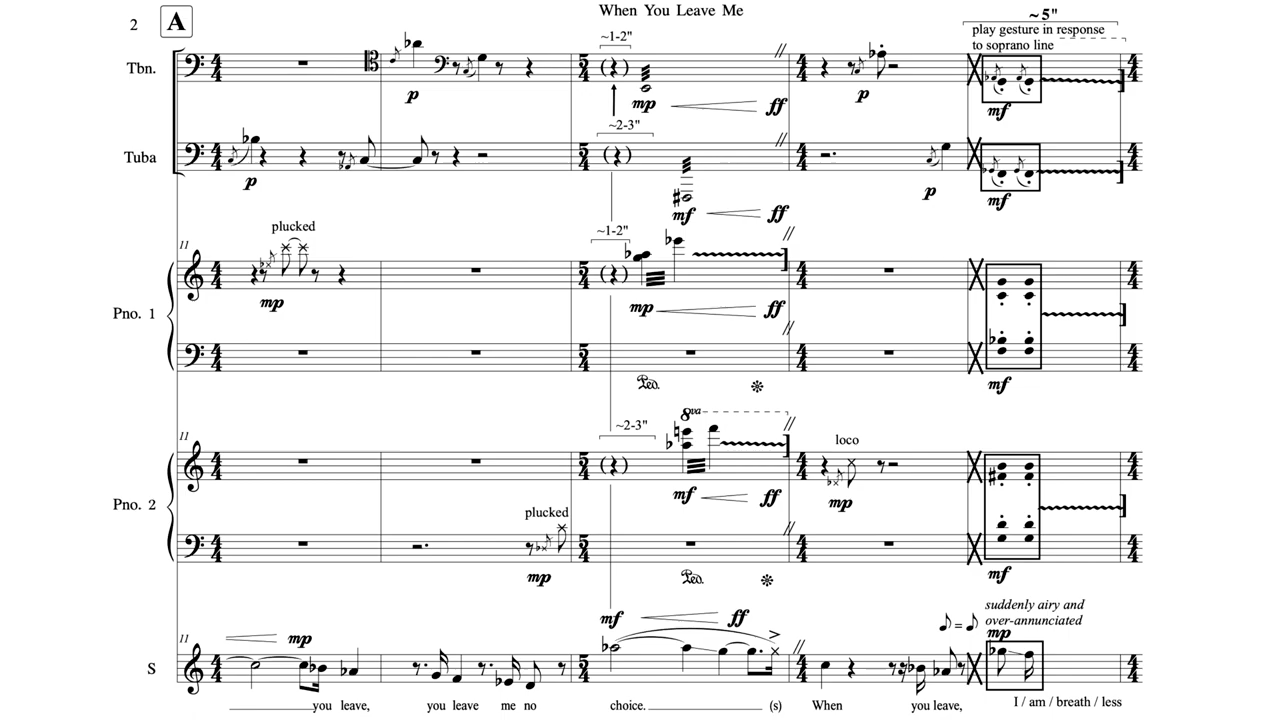 When You Leave Me
2
A
~ 5"
play gesture in response
to soprano line
~1-2"
Tbn.
p
mp
ff
p
mf
~2-3"
Tuba
p
mf
ff
p
mf
plucked
~1-2"
11
Pno. 1
mp
mp
ff
mf
Ped.
8va
~2-3"
loco
11
Pno. 2
mf
ff
mp
plucked
mp
Ped.
mf
suddenly airy and
over-annunciated
11
mp
mf
ff
mp
S
you leave, you leave me no choice. (s) When you leave, I / am / breath / less